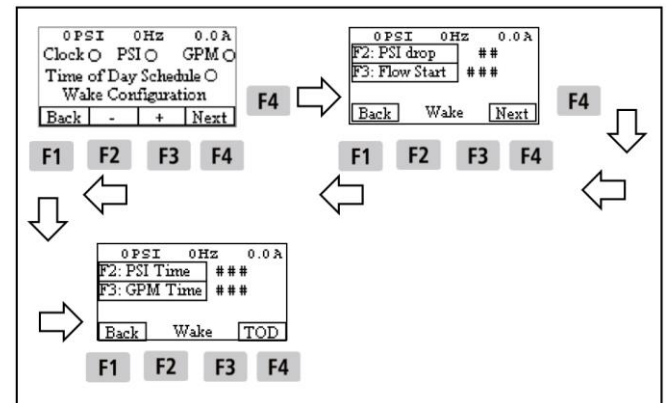 0PSI 0Hz 0.0A
Clock PSI GPM
Time of Day Schedule
Wake Configuration
Back - + Next
F1 F2 F3 F4
F4
0PSI 0Hz 0.0A
F2: PSI drop ##
F3: Flow Start ###
Back Wake Next
F1 F2 F3 F4
F4
0PSI 0Hz 0.0A
F2: PSI Time ###
F3: GPM Time ###
Back Wake TOD
F1 F2 F3 F4